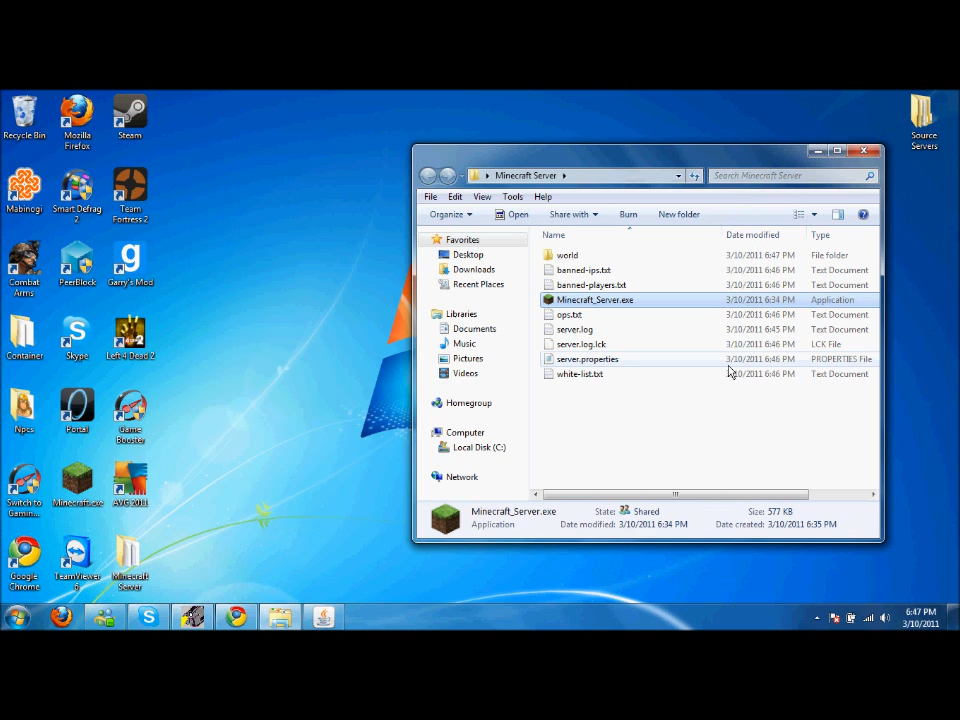 Recycle Bin
Mozilla Firefox
Steam
Source Servers
Mabinogi
Smart Defrag 2
Team Fortress 2
Combat Arms
PeerBlock
Garry's Mod
Container
Skype
Left 4 Dead 2
Npcs
Portal
Game Booster
Switch to Gamin...
Minecraft.exe
AVG 2011
Google Chrome
TeamViewer 6
Minecraft Server
Minecraft Server
Search Minecraft Server
File Edit View Tools Help
Organize Open Share with Burn New folder
Favorites
Desktop
Downloads
Recent Places
Libraries
Documents
Music
Pictures
Videos
Homegroup
Computer
Local Disk (C:)
Network
Name Date modified Type
world 3/10/2011 6:47 PM File folder
banned-ips.txt 3/10/2011 6:46 PM Text Document
banned-players.txt 3/10/2011 6:46 PM Text Document
Minecraft_Server.exe 3/10/2011 6:34 PM Application
ops.txt 3/10/2011 6:46 PM Text Document
server.log 3/10/2011 6:45 PM Text Document
server.log.lck 3/10/2011 6:46 PM LCK File
server.properties 3/10/2011 6:46 PM PROPERTIES File
white-list.txt 3/10/2011 6:46 PM Text Document
Minecraft_Server.exe State: Shared Size: 577 KB
Application Date modified: 3/10/2011 6:34 PM Date created: 3/10/2011 6:35 PM
6:47 PM
3/10/2011